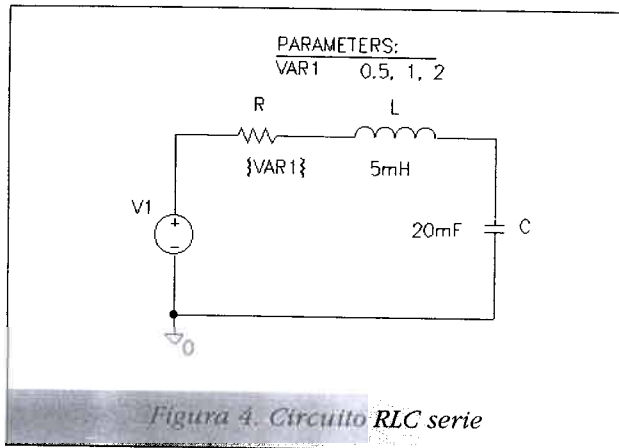 PARAMETERS:
VAR1 0.5, 1, 2
R
L
{VAR1}
5mH
V1
+
−
20mF
C
0
Figura 4. Circuito RLC serie